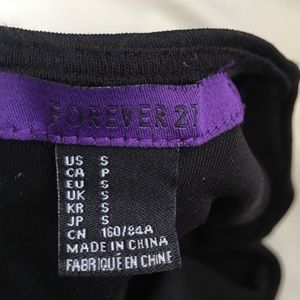 FOREVER 21
US S
CA P
EU S
UK S
KR S
JP S
CN 160/84A
MADE IN CHINA
FABRIQUÉ EN CHINE